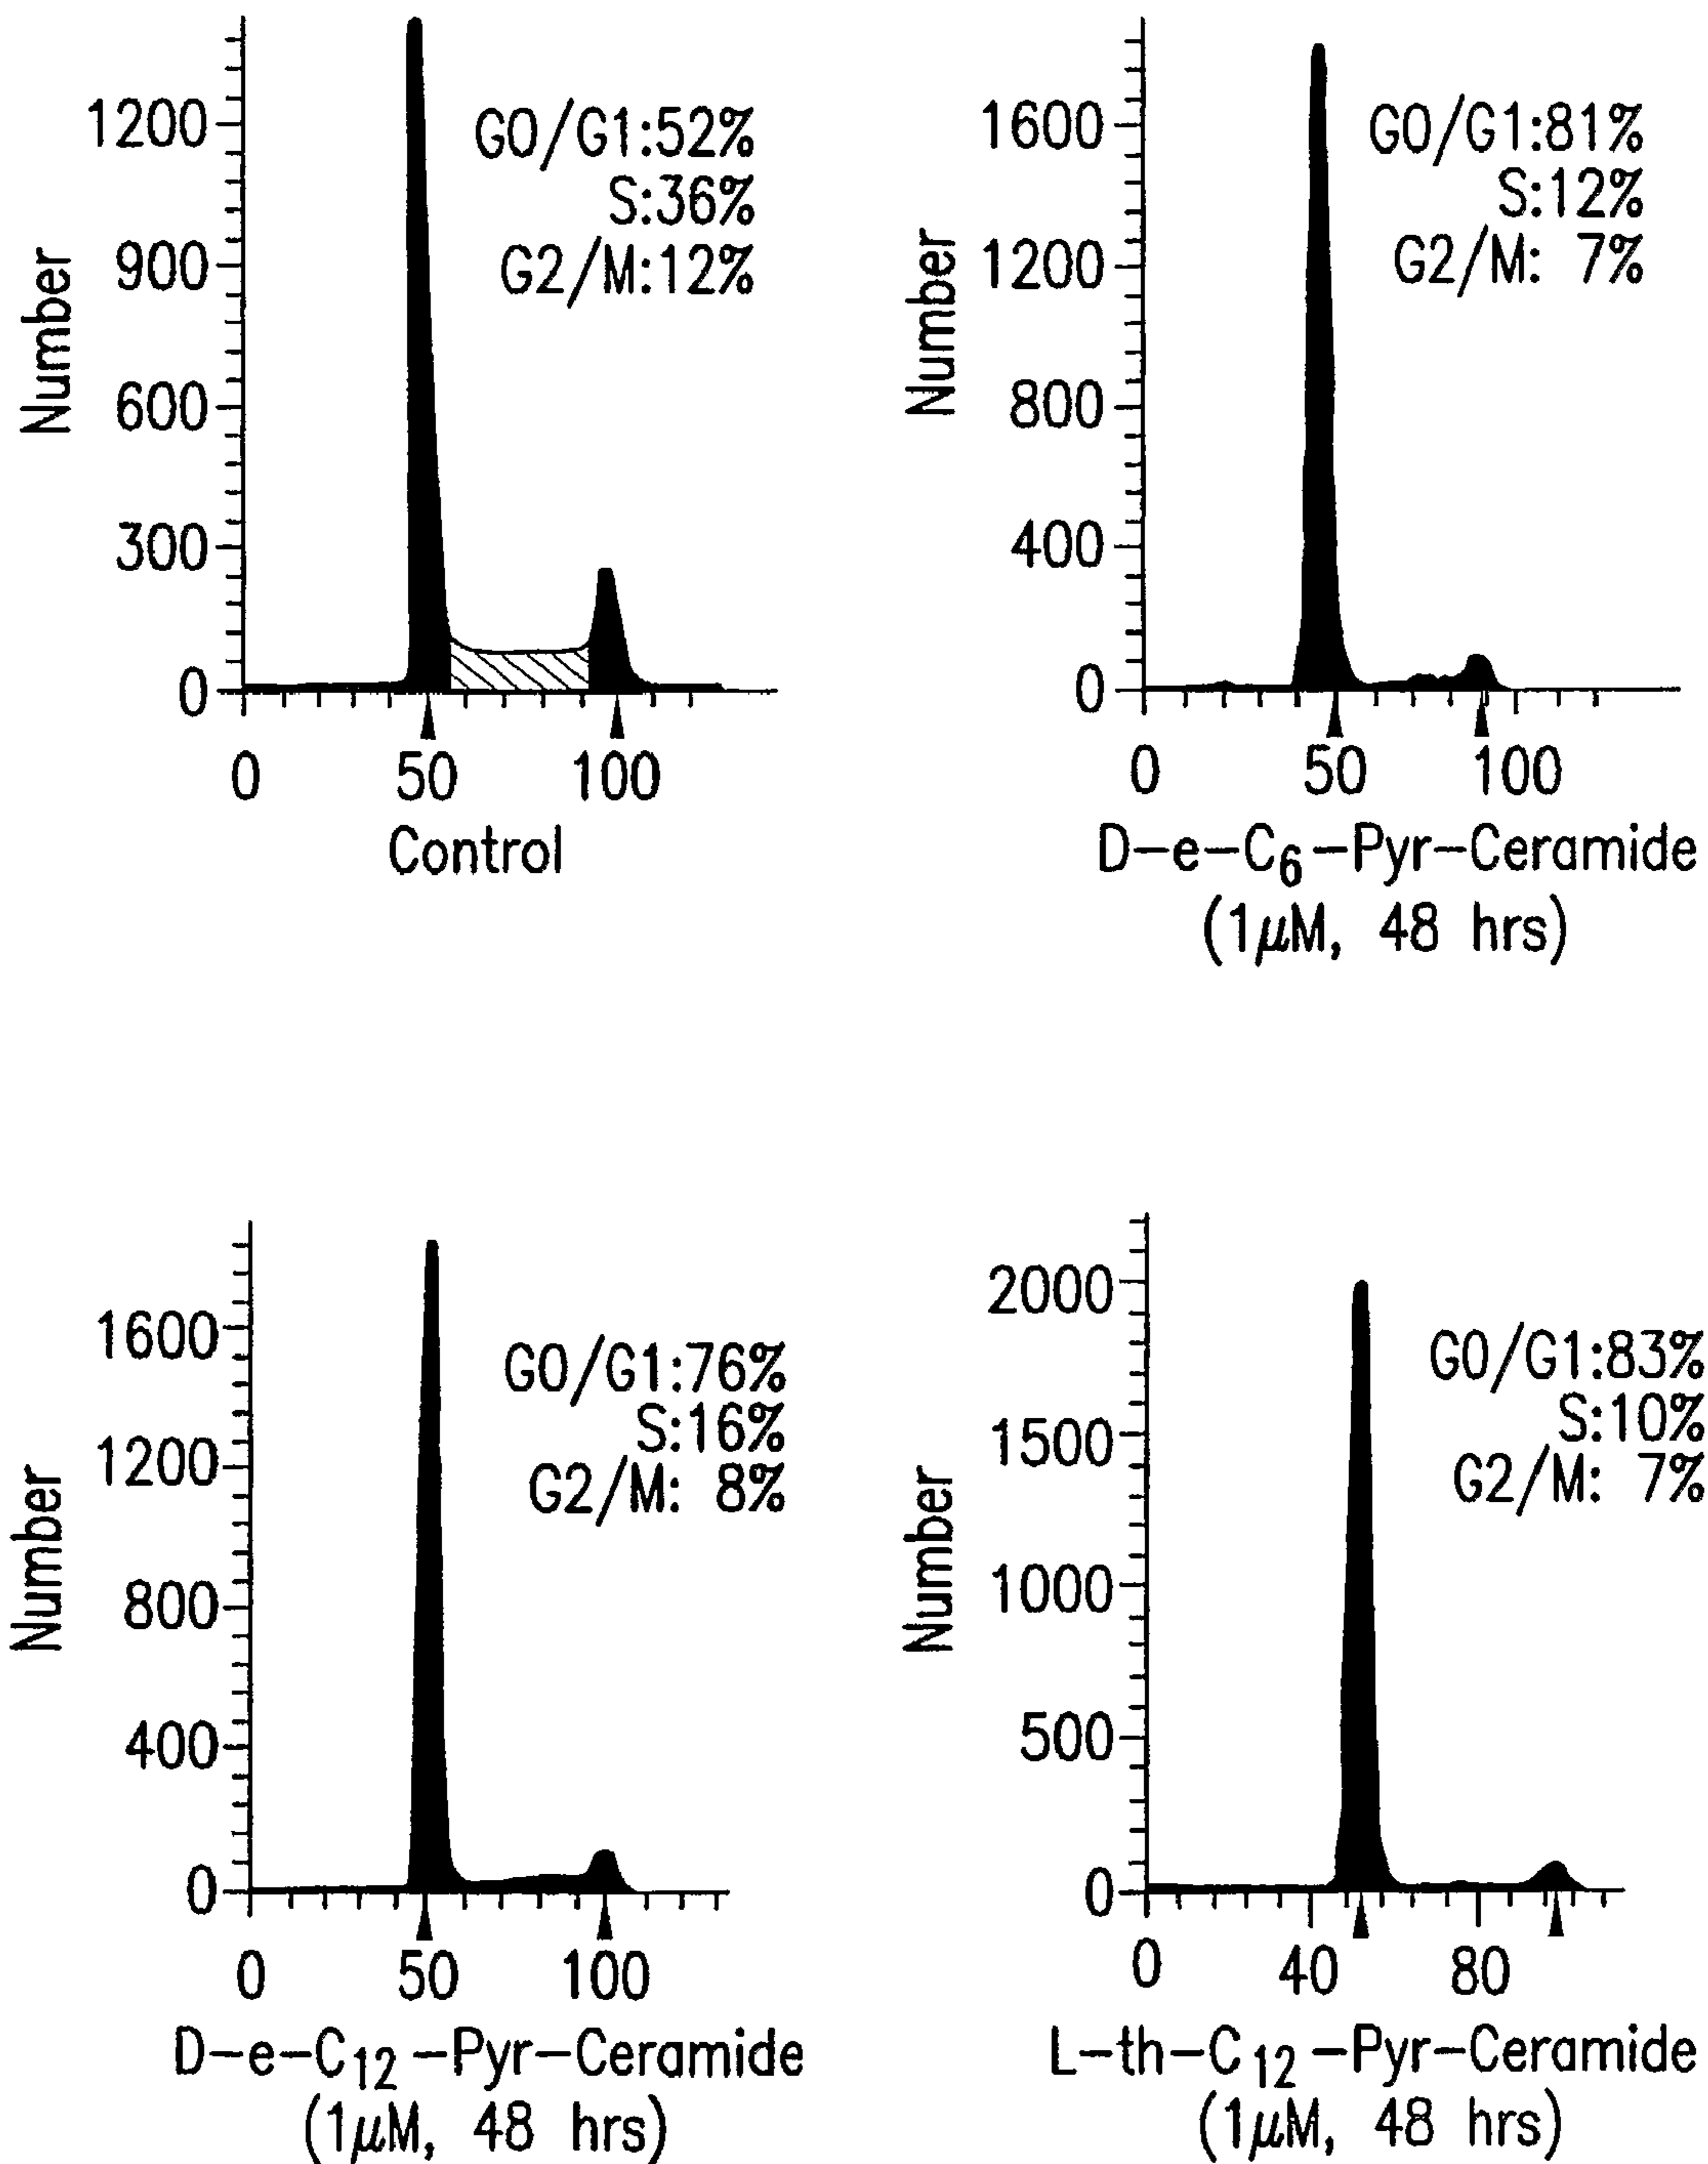 1200
900
600
300
0
Number
G0/G1:52%
S:36%
G2/M:12%
0 50 100
Control
1600
1200
800
400
0
Number
G0/G1:81%
S:12%
G2/M: 7%
0 50 100
D-e-C6-Pyr-Ceramide
(1μM, 48 hrs)
1600
1200
800
400
0
Number
G0/G1:76%
S:16%
G2/M: 8%
0 50 100
D-e-C12-Pyr-Ceramide
(1μM, 48 hrs)
2000
1500
1000
500
0
Number
G0/G1:83%
S:10%
G2/M: 7%
0 40 80
L-th-C12-Pyr-Ceramide
(1μM, 48 hrs)